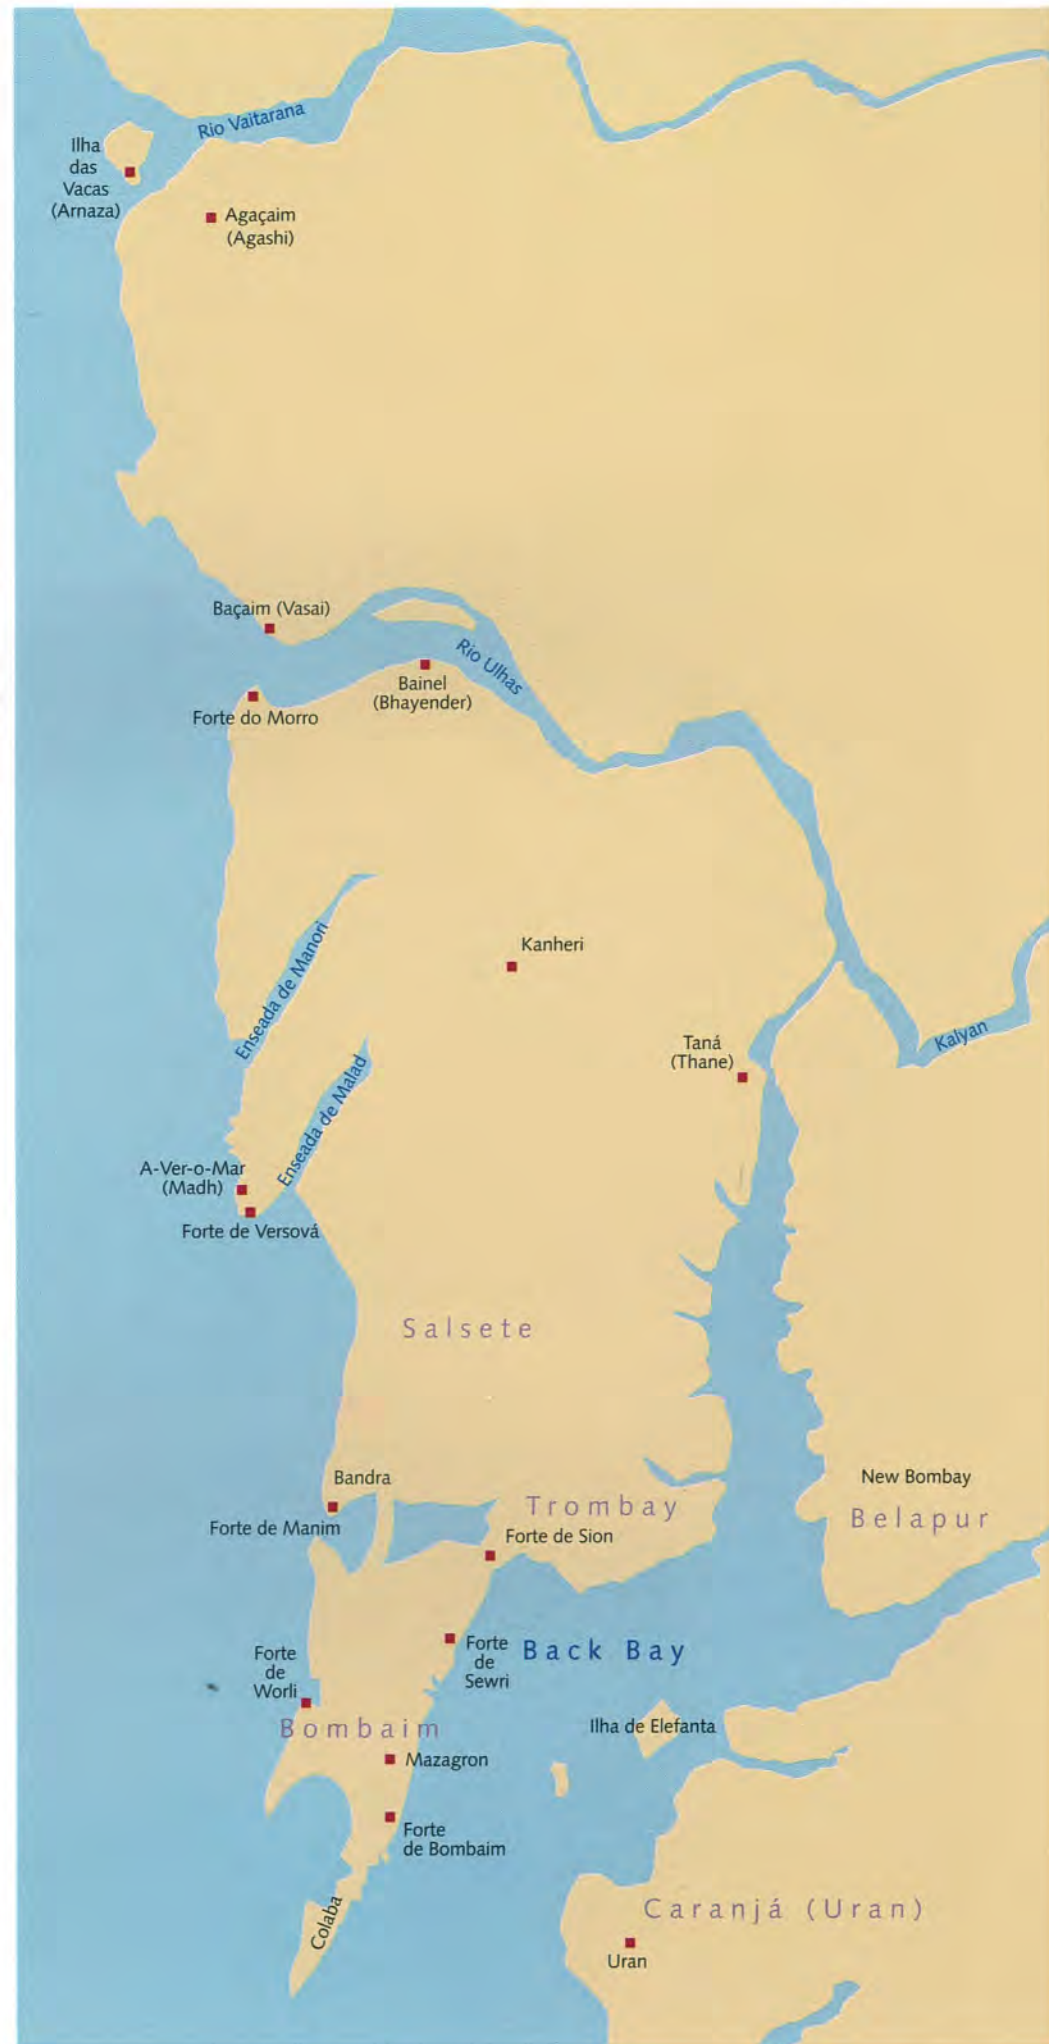 Rio Vaitarana
Ilha
das
Vacas
(Arnaza)
Agaçaim
(Agashi)
Baçaim (Vasai)
Rio Ulhas
Bainel
(Bhayender)
Forte do Morro
Enseada de Manori
Kanheri
Kalyan
Taná
(Thane)
Enseada de Malad
A-Ver-o-Mar
(Madh)
Forte de Versová
Salsete
Bandra
New Bombay
Trombay
Belapur
Forte de Manim
Forte de Sion
Forte
de
Sewri
Back Bay
Forte
de
Worli
Bombaim
Ilha de Elefanta
Mazagron
Forte
de Bombaim
Colaba
Caranjá (Uran)
Uran